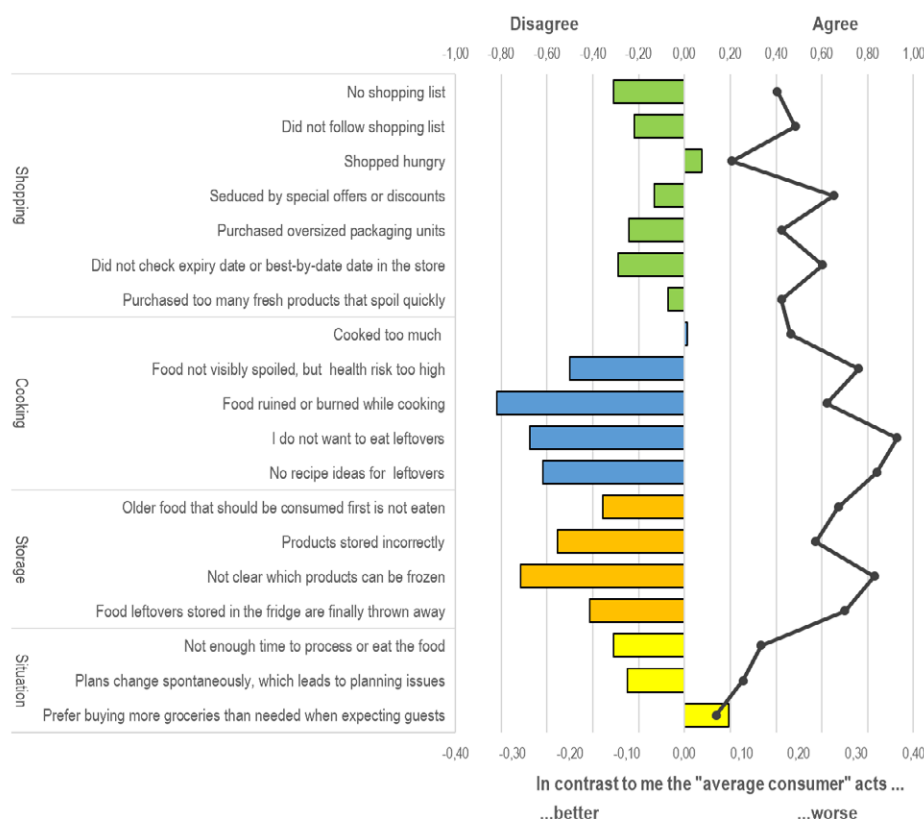 Disagree Agree
-1,00 -0,80 -0,60 -0,40 -0,20 0,00 0,20 0,40 0,60 0,80 1,00
Shopping
No shopping list
Did not follow shopping list
Shopped hungry
Seduced by special offers or discounts
Purchased oversized packaging units
Did not check expiry date or best-by-date date in the store
Purchased too many fresh products that spoil quickly
Cooking
Cooked too much
Food not visibly spoiled, but health risk too high
Food ruined or burned while cooking
I do not want to eat leftovers
No recipe ideas for leftovers
Storage
Older food that should be consumed first is not eaten
Products stored incorrectly
Not clear which products can be frozen
Food leftovers stored in the fridge are finally thrown away
Situation
Not enough time to process or eat the food
Plans change spontaneously, which leads to planning issues
Prefer buying more groceries than needed when expecting guests
-0,40 -0,30 -0,20 -0,10 0,00 0,10 0,20 0,30 0,40
In contrast to me the "average consumer" acts ...
...better ...worse